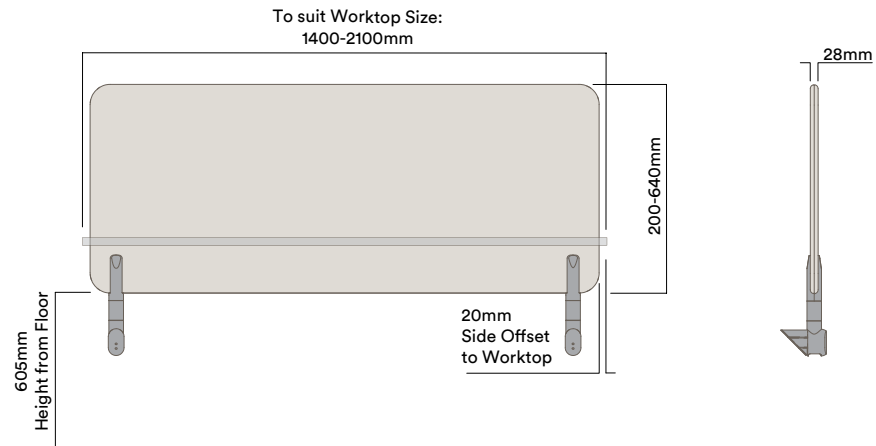 To suit Worktop Size:
1400-2100mm
28mm
200-640mm
20mm
Side Offset
to Worktop
605mm
Height from Floor